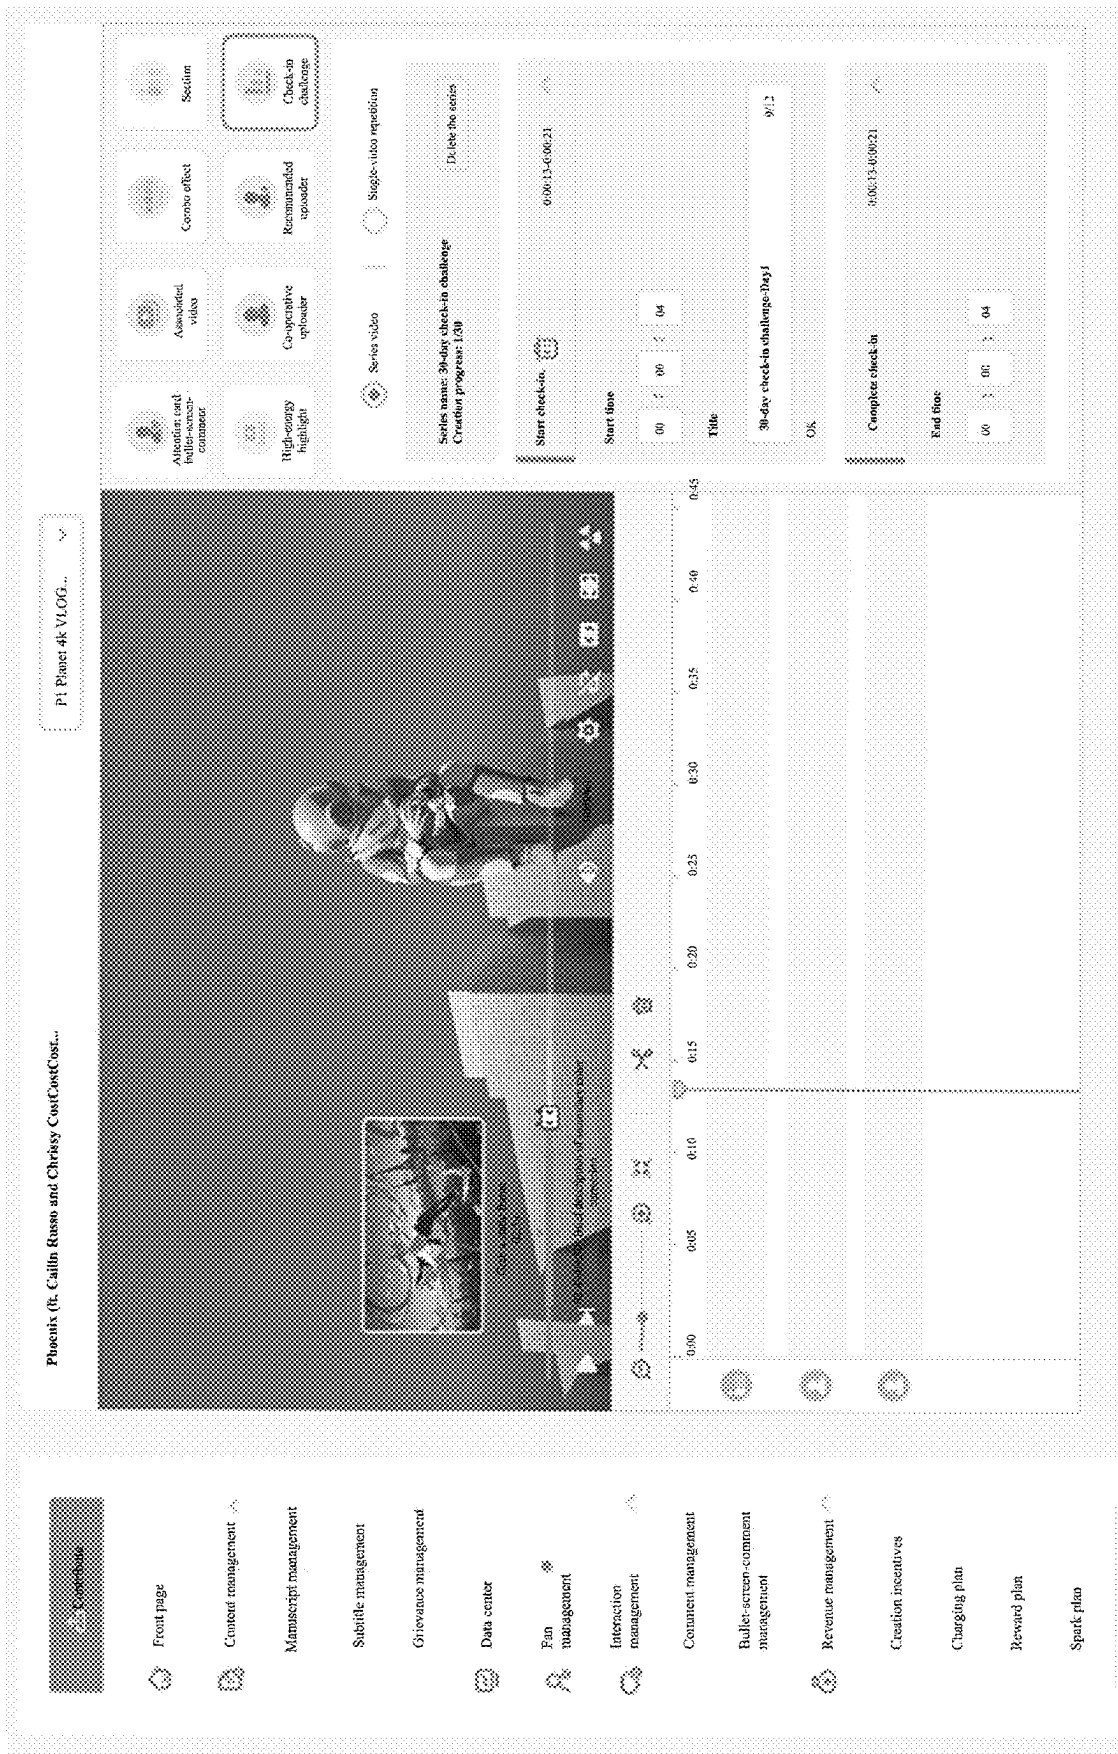 Contribute
Front page
Content management
Manuscript management
Subtitle management
Grievance management
Data center
Fan
management
Interaction
management
Comment management
Bullet-screen-comment
management
Revenue management
Creation incentives
Charging plan
Reward plan
Spark plan
Phoenix (ft. Cailin Russo and Chrissy CostCostCost...
P1 Planet 4k VLOG...
0:00
0:05
0:10
0:15
0:20
0:25
0:30
0:35
0:40
0:45
Attention card
bullet-screen-
comment
Associated
video
Combo effect
Section
High-energy
highlight
Co-operative
uploader
Recommended
uploader
Check-in
challenge
Series video
Single-video repetition
Series name: 30-day check-in challenge
Creation progress: 1/30
Delete the series
Start check-in
0:00:13-0:00:21
Start time
00 : 00 : 04
Title
30-day check-in challenge-Day1
9/12
OK
Complete check-in
0:00:13-0:00:21
End time
00 : 00 : 04